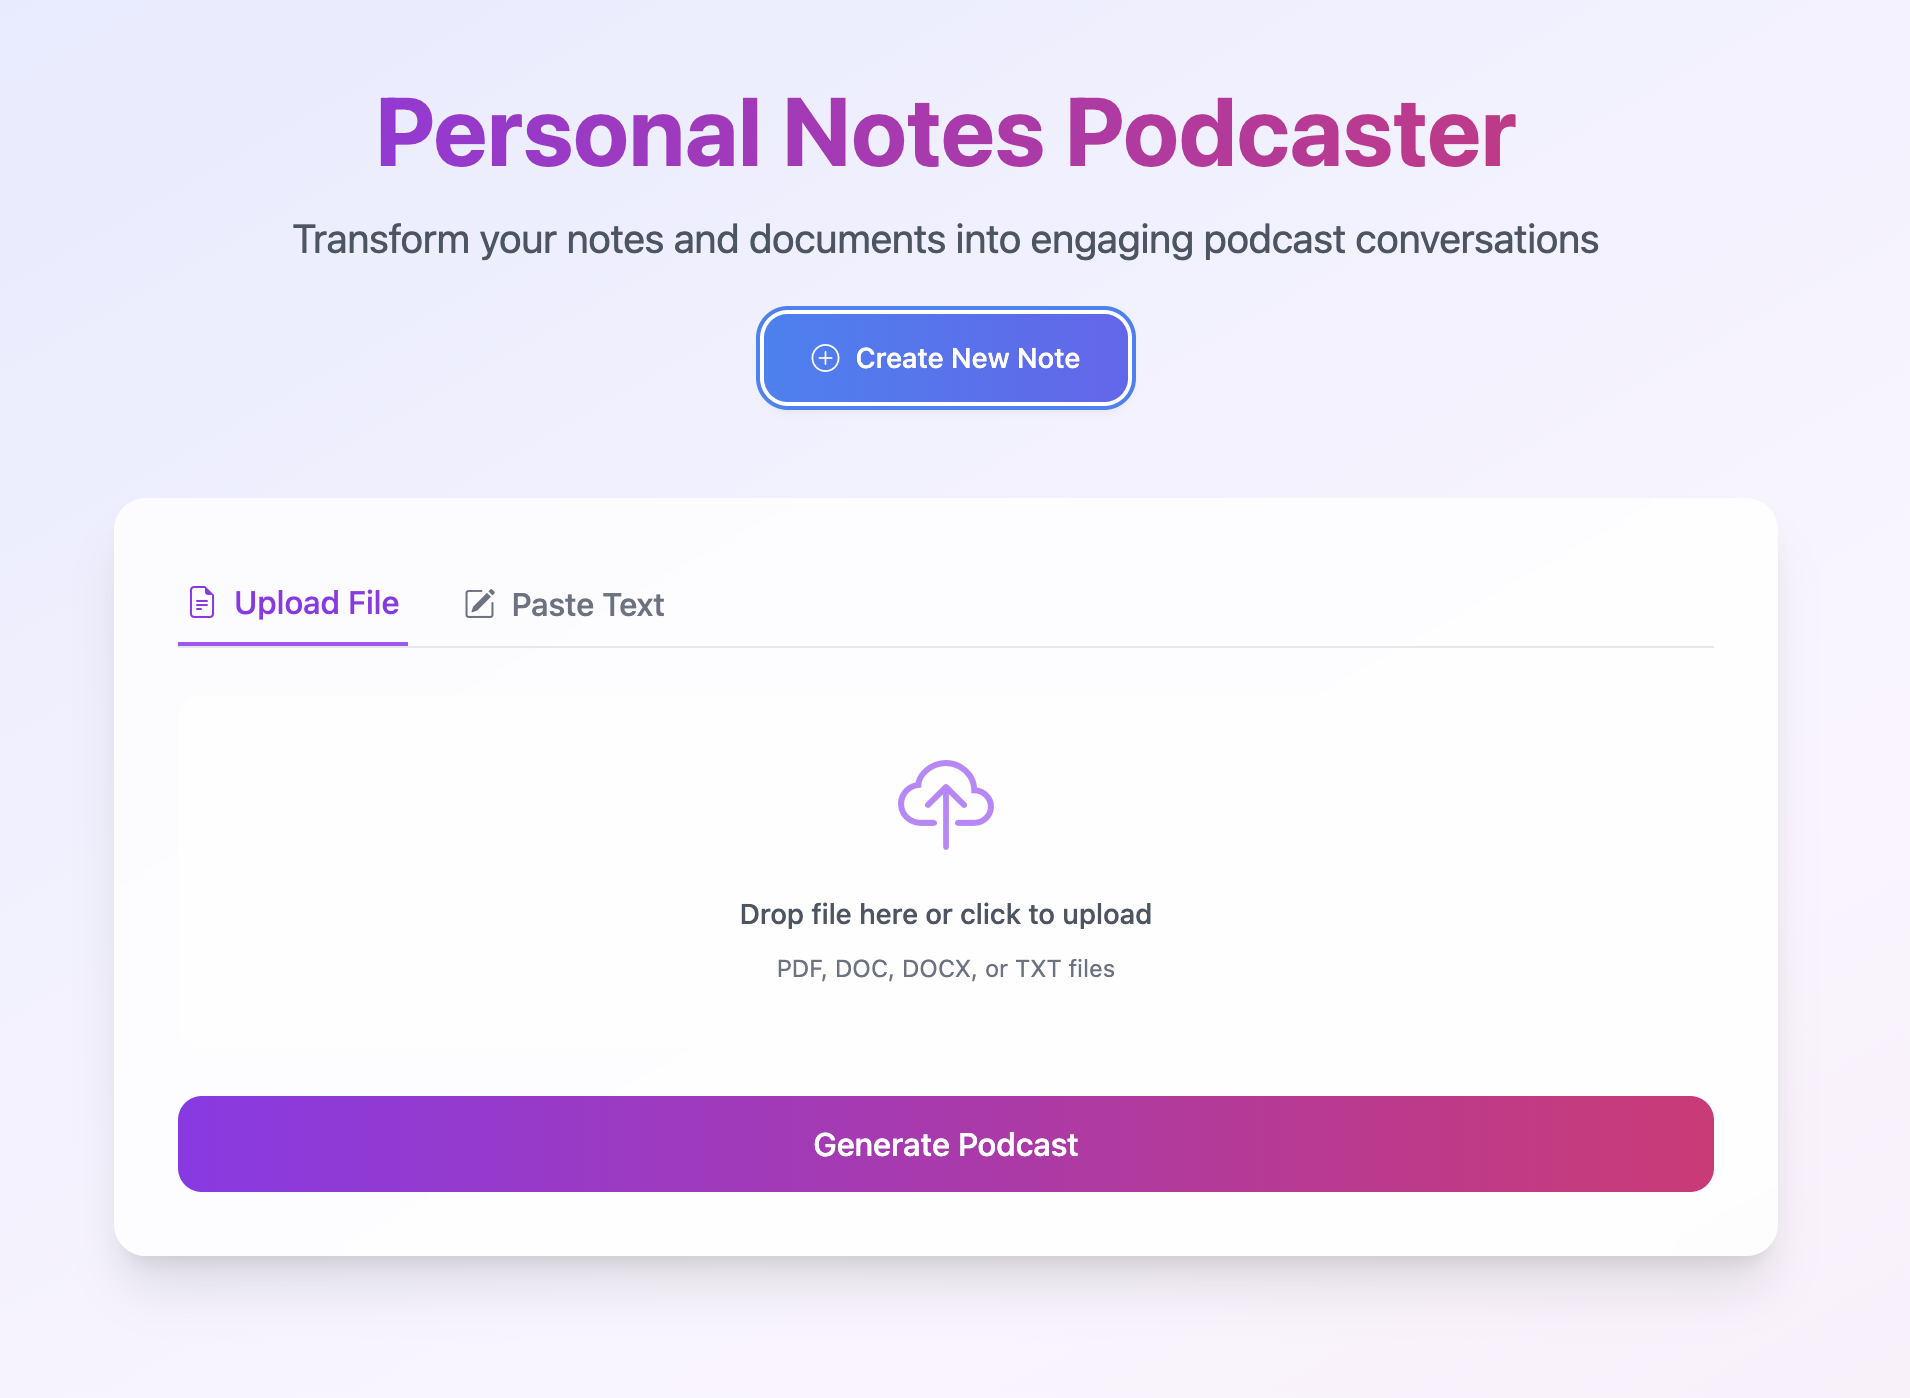 Personal Notes Podcaster
Transform your notes and documents into engaging podcast conversations
Create New Note
Upload File
Paste Text
Drop file here or click to upload
PDF, DOC, DOCX, or TXT files
Generate Podcast